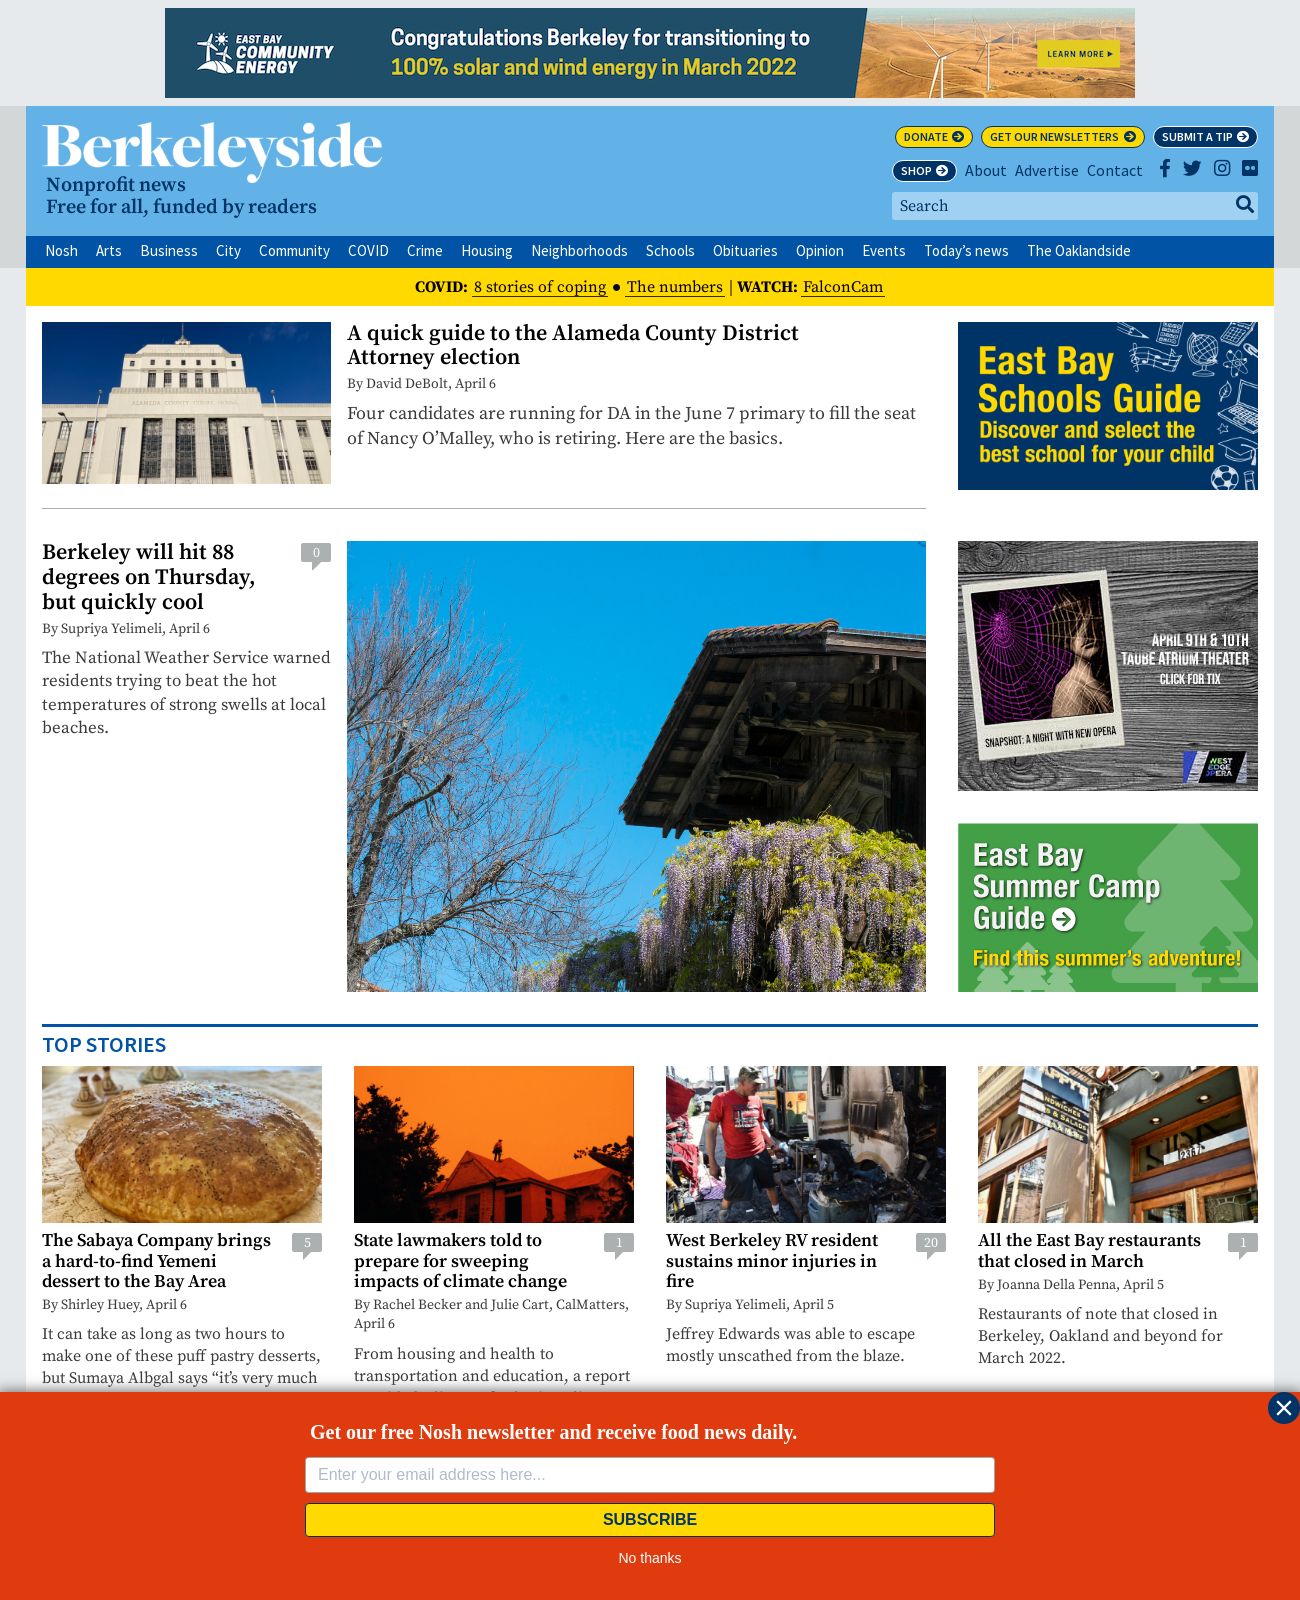 EAST BAY
COMMUNITY
ENERGY
Congratulations Berkeley for transitioning to
100% solar and wind energy in March 2022
LEARN MORE
Berkeleyside
Nonprofit news
Free for all, funded by readers
DONATE
GET OUR NEWSLETTERS
SUBMIT A TIP
SHOP
About Advertise Contact
Search
Nosh Arts Business City Community COVID Crime Housing Neighborhoods Schools Obituaries Opinion Events Today’s news The Oaklandside
COVID: 8 stories of coping ● The numbers | WATCH: FalconCam
ALAMEDA COUNTY COURT HOUSE
A quick guide to the Alameda County District
Attorney election
By David DeBolt, April 6
Four candidates are running for DA in the June 7 primary to fill the seat
of Nancy O’Malley, who is retiring. Here are the basics.
East Bay
Schools Guide
Discover and select the
best school for your child
Berkeley will hit 88
degrees on Thursday,
but quickly cool
0
By Supriya Yelimeli, April 6
The National Weather Service warned
residents trying to beat the hot
temperatures of strong swells at local
beaches.
APRIL 9TH & 10TH
TAUBE ATRIUM THEATER
CLICK FOR TIX
SNAPSHOT: A NIGHT WITH NEW OPERA
WEST
EDGE
OPERA
East Bay
Summer Camp
Guide
Find this summer’s adventure!
TOP STORIES
The Sabaya Company brings
a hard-to-find Yemeni
dessert to the Bay Area
5
By Shirley Huey, April 6
It can take as long as two hours to
make one of these puff pastry desserts,
but Sumaya Albgal says “it’s very much
State lawmakers told to
prepare for sweeping
impacts of climate change
1
By Rachel Becker and Julie Cart, CalMatters,
April 6
From housing and health to
transportation and education, a report
West Berkeley RV resident
sustains minor injuries in
fire
20
By Supriya Yelimeli, April 5
Jeffrey Edwards was able to escape
mostly unscathed from the blaze.
2367
All the East Bay restaurants
that closed in March
1
By Joanna Della Penna, April 5
Restaurants of note that closed in
Berkeley, Oakland and beyond for
March 2022.
Get our free Nosh newsletter and receive food news daily.
Enter your email address here...
SUBSCRIBE
No thanks